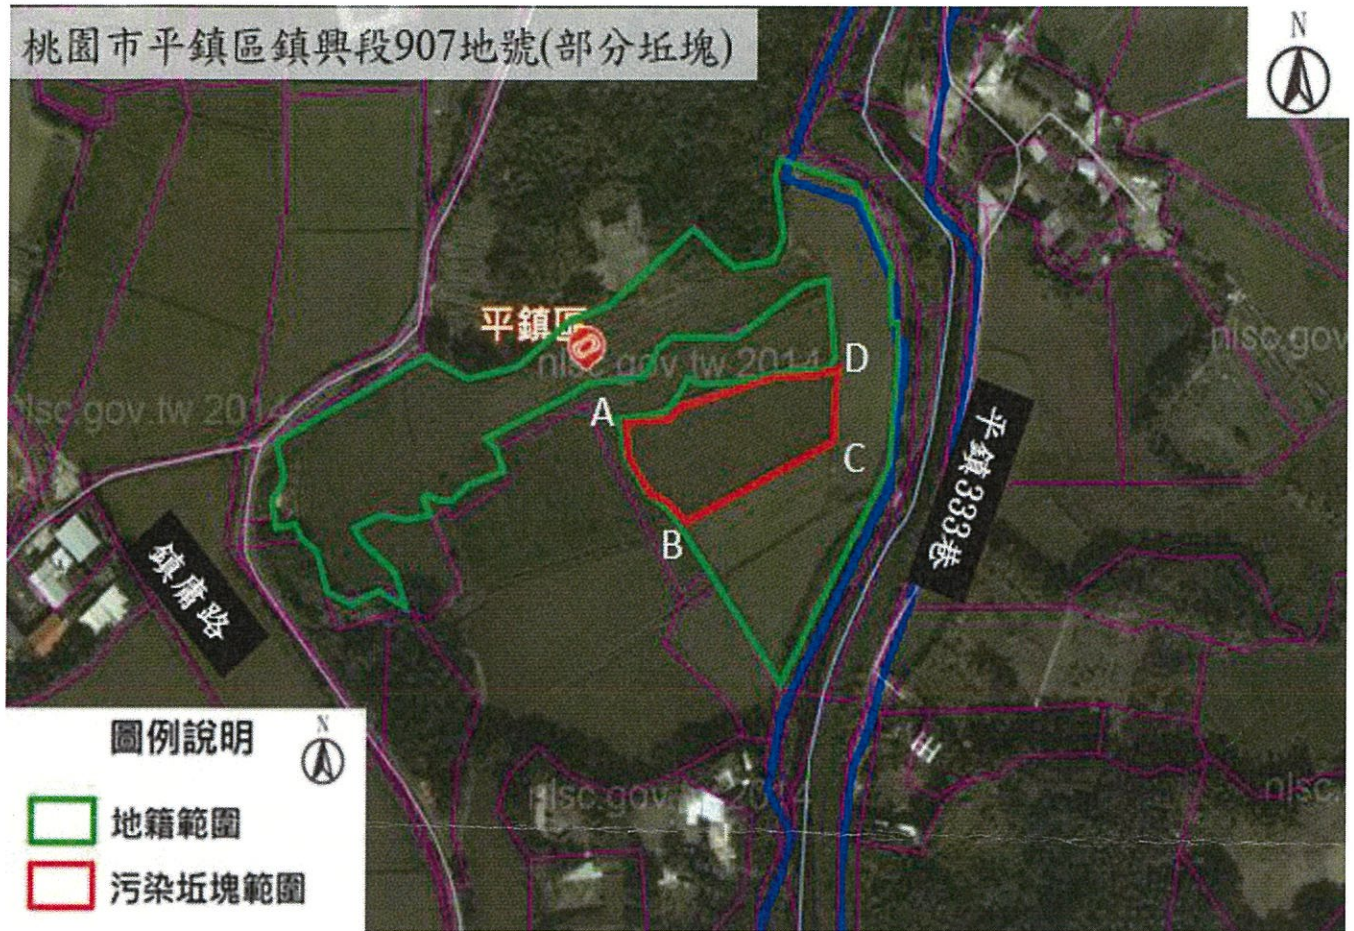 桃園市平鎮區鎮興段907地號(部分坵塊)
N
平鎮區
nlsc.gov.tw 2014
nlsc.gov
nlsc.gov.tw 2014
A
D
C
B
平鎮333巷
鎮庸路
圖例說明
N
地籍範圍
污染坵塊範圍
nlsc.gov.tw 2014
nlsc.